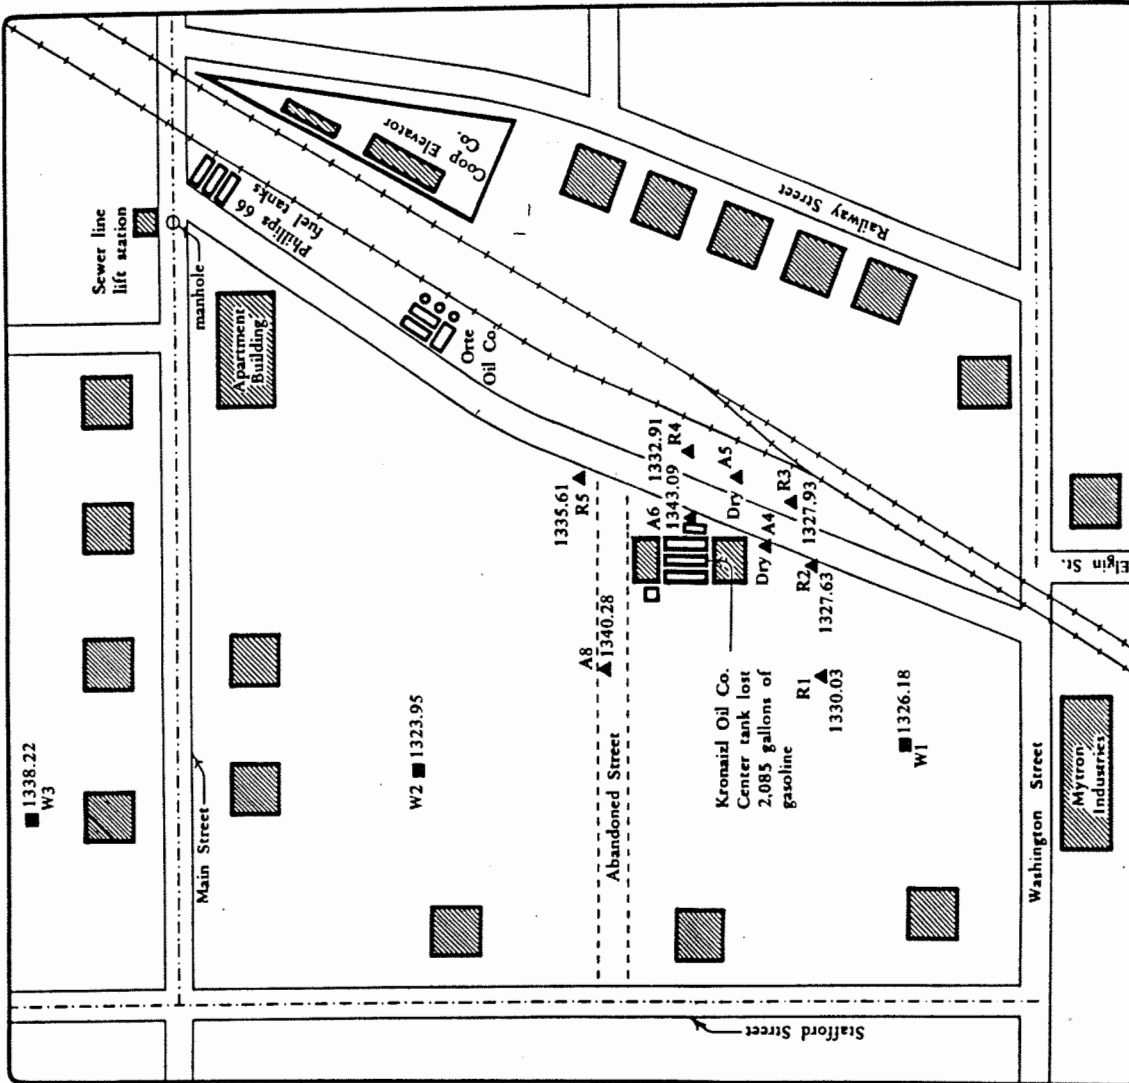 Sewer line
lift station
manhole
Phillips 66
fuel tanks
Coop Elevator
Co.
Railway Street
Apartment
Building
Orte
Oil Co.
1338.22
W3
Main Street
1335.61
R5
A6
1343.09
1332.91
R4
A5
Dry
A4
Dry
R3
1327.93
R2
1327.63
A8
1340.28
W2
1323.95
Abandoned Street
Kronaizl Oil Co.
Center tank lost
2,085 gallons of
gasoline
R1
1330.03
1326.18
W1
Elgin St.
Washington Street
Mytron
Industries
Stafford Street